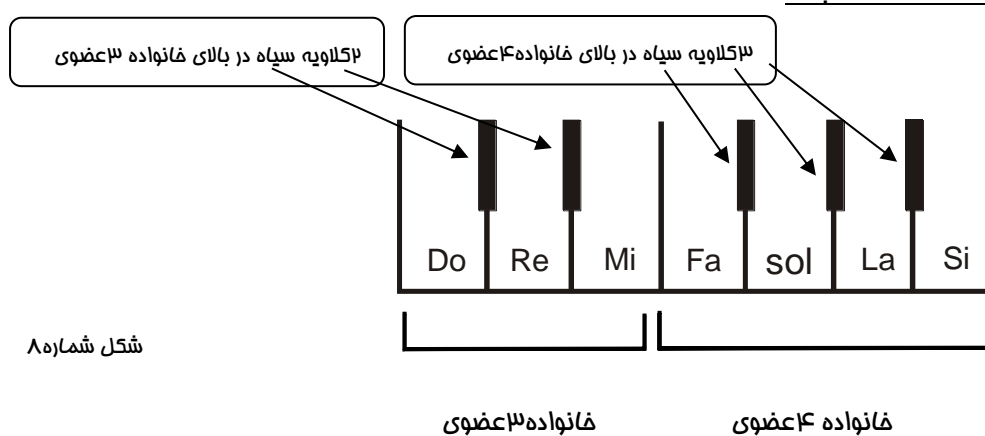 ۲کلاویه سیاه در بالای خانواده ۳عضوی
۳کلاویه سیاه در بالای خانواده۴عضوی
Do Re Mi Fa sol La Si
شکل شماره۸
خانواده۳عضوی
خانواده ۴عضوی